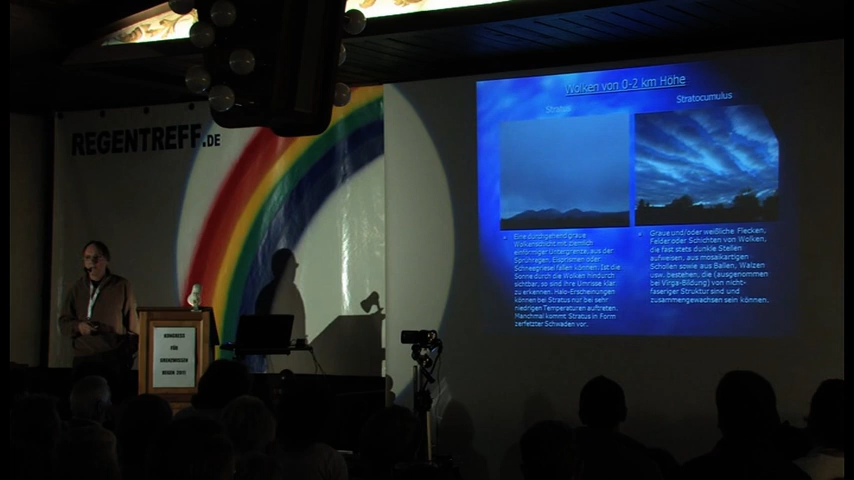 REGENTREFF.DE
Wolken von 0-2 km Höhe
Stratus
Stratocumulus
Eine durchgehend graue
Wolkenschicht mit ziemlich
einförmiger Untergrenze, aus der
Sprühregen, Eisprismen oder
Schneegriesel fallen können. Ist die
Sonne durch die Wolken hindurch
sichtbar, so sind ihre Umrisse klar
zu erkennen. Halo-Erscheinungen
können bei Stratus nur bei sehr
niedrigen Temperaturen auftreten.
Manchmal kommt Stratus in Form
zerfetzter Schwaden vor.
Graue und/oder weißliche Flecken,
Felder oder Schichten von Wolken,
die fast stets dunkle Stellen
aufweisen, aus mosaikartigen
Schollen sowie aus Ballen, Walzen
usw. bestehen, die (ausgenommen
bei Virga-Bildung) von nicht-
faseriger Struktur sind und
zusammengewachsen sein können.
KONGRESS
FÜR
GRENZWISSEN
REGEN 2011